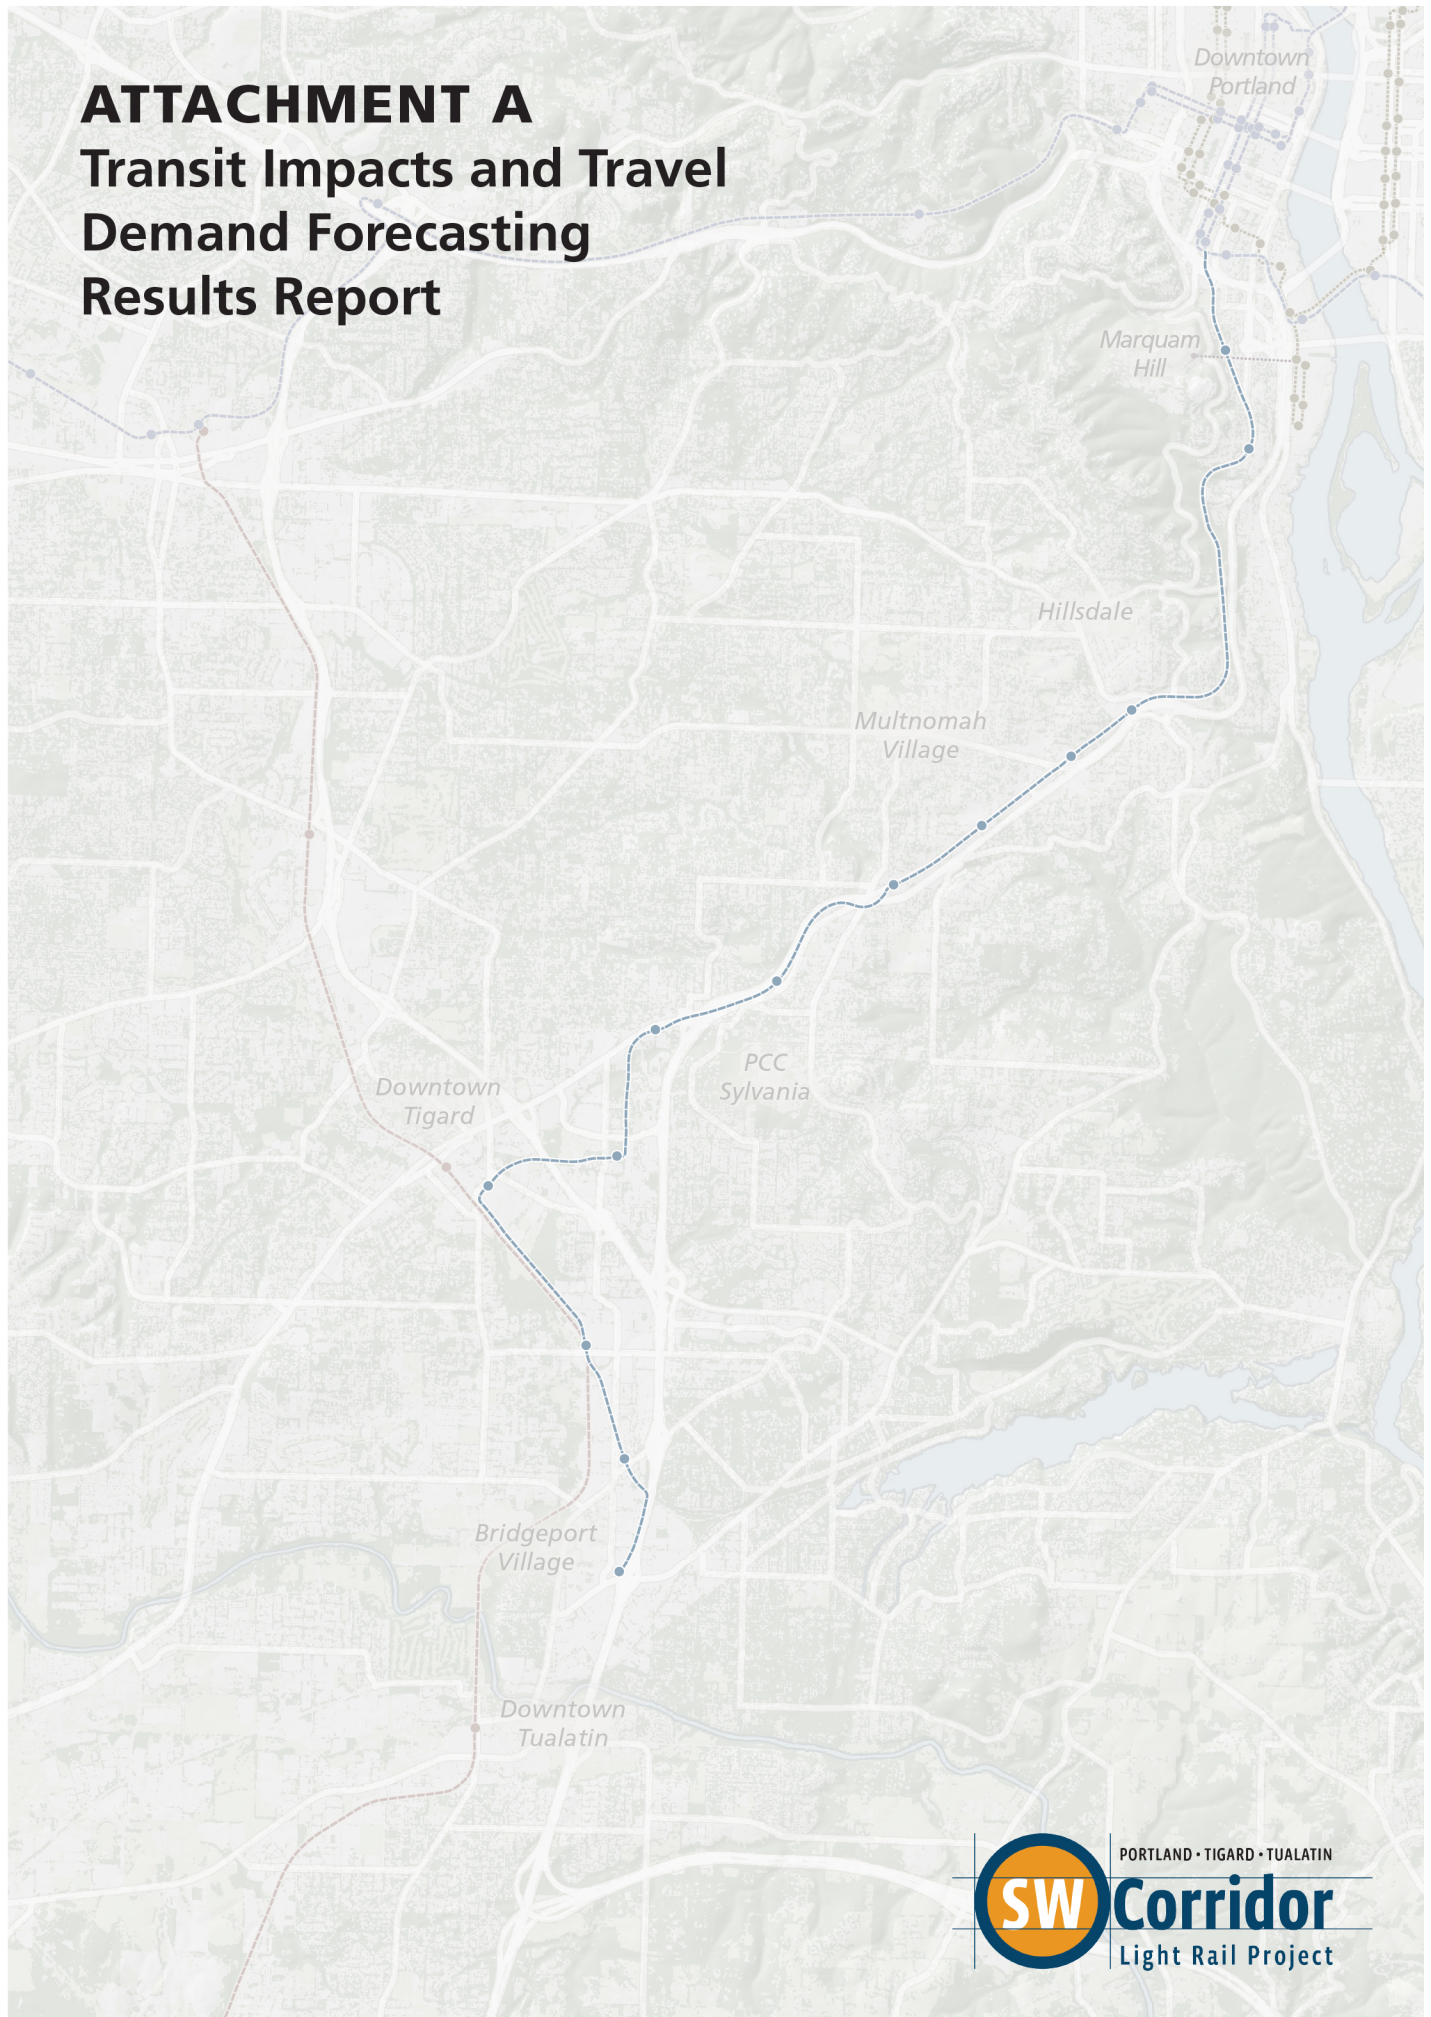 ATTACHMENT A
Transit Impacts and Travel
Demand Forecasting
Results Report
Downtown
Portland
Marquam
Hill
Hillsdale
Multnomah
Village
PCC
Sylvania
Downtown
Tigard
Bridgeport
Village
Downtown
Tualatin
PORTLAND • TIGARD • TUALATIN
SW Corridor
Light Rail Project